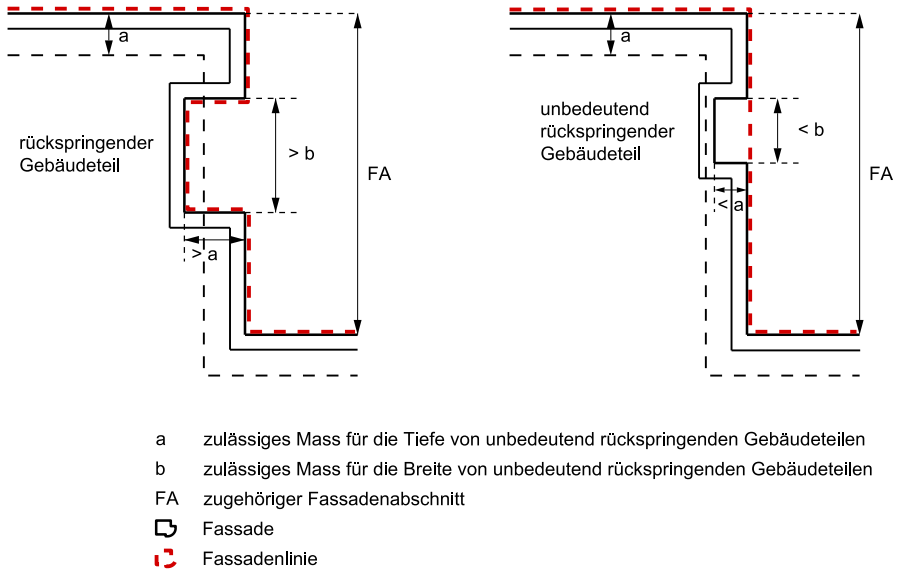 a
rückspringender
Gebäudeteil
> b
FA
> a
a
unbedeutend
rückspringender
Gebäudeteil
< b
FA
< a
a zulässiges Mass für die Tiefe von unbedeutend rückspringenden Gebäudeteilen
b zulässiges Mass für die Breite von unbedeutend rückspringenden Gebäudeteilen
FA zugehöriger Fassadenabschnitt
Fassade
Fassadenlinie